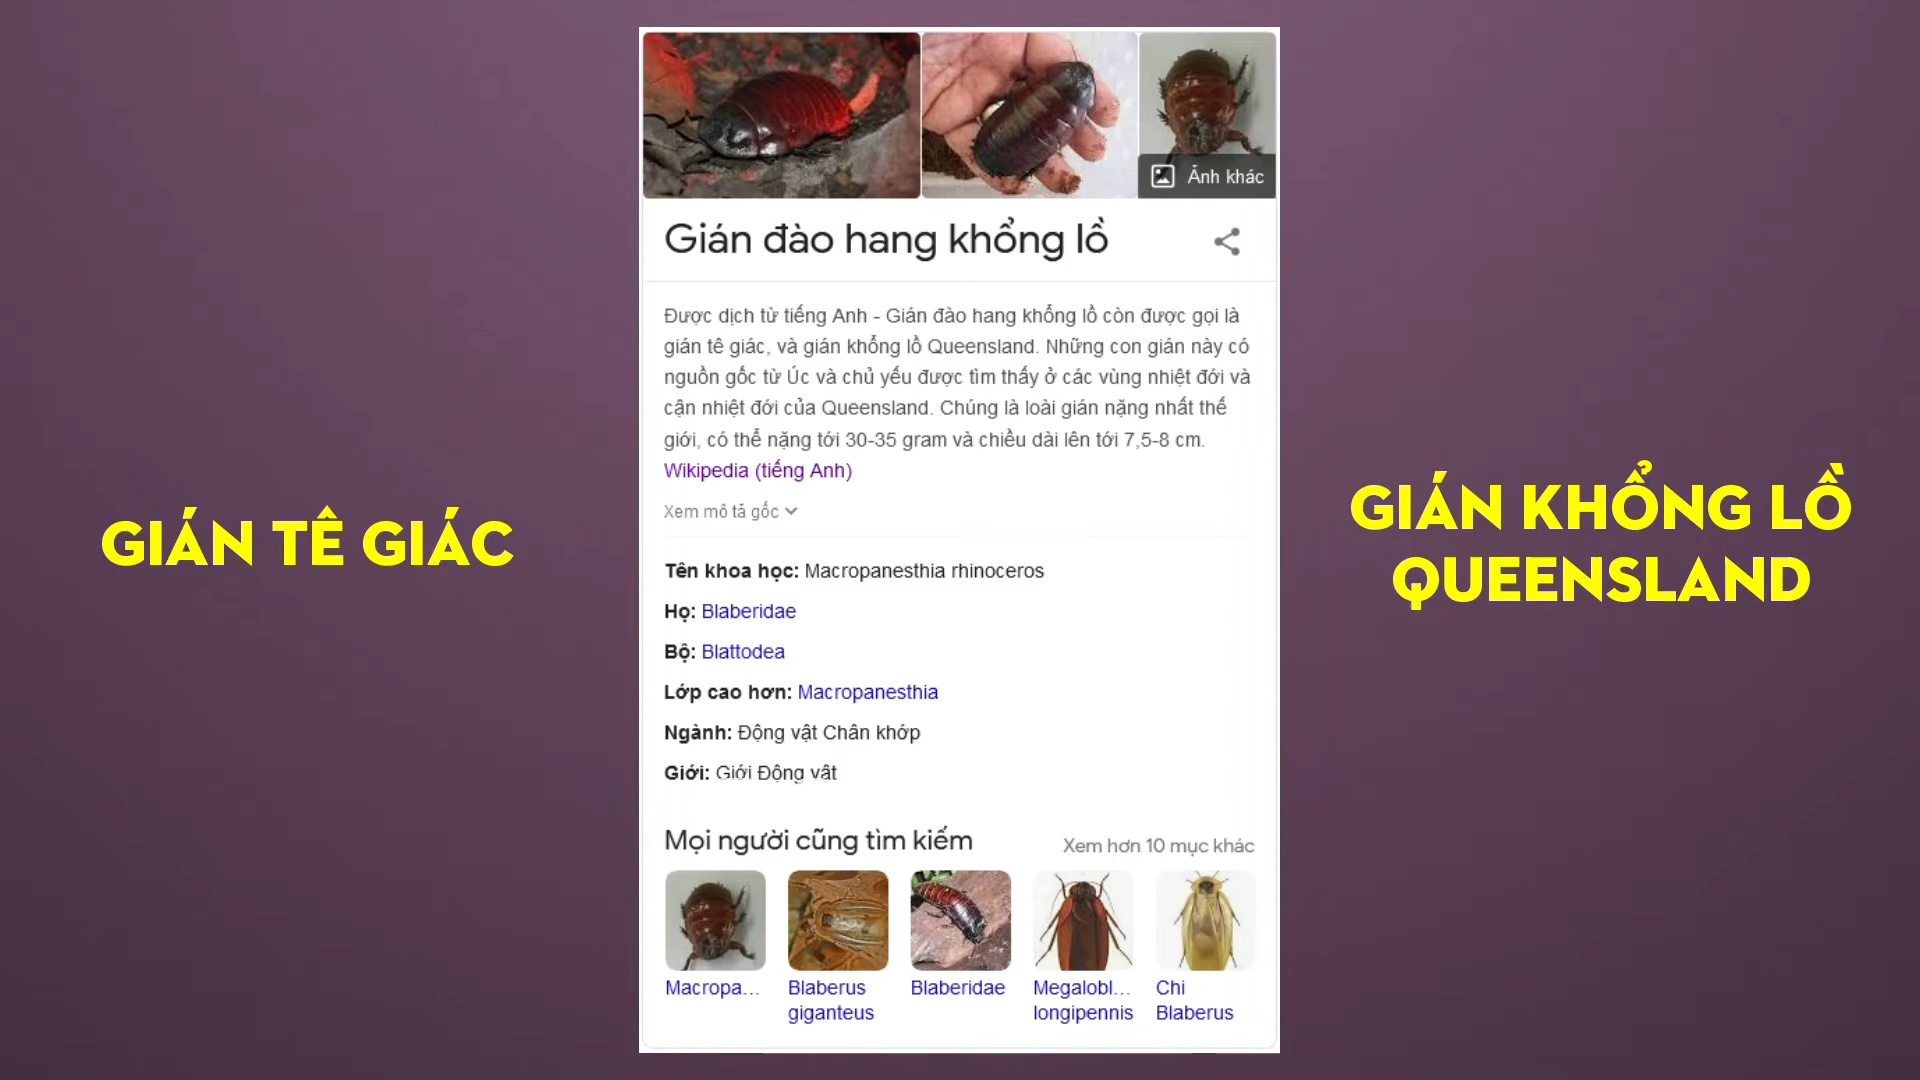 GIÁN TÊ GIÁC
Ảnh khác
Gián đào hang khổng lồ
Được dịch từ tiếng Anh - Gián đào hang khổng lồ còn được gọi là
gián tê giác, và gián khổng lồ Queensland. Những con gián này có
nguồn gốc từ Úc và chủ yếu được tìm thấy ở các vùng nhiệt đới và
cận nhiệt đới của Queensland. Chúng là loài gián nặng nhất thế
giới, có thể nặng tới 30-35 gram và chiều dài lên tới 7,5-8 cm.
Wikipedia (tiếng Anh)
Xem mô tả gốc
Tên khoa học: Macropanesthia rhinoceros
Họ: Blaberidae
Bộ: Blattodea
Lớp cao hơn: Macropanesthia
Ngành: Động vật Chân khớp
Giới: Giới Động vật
Mọi người cũng tìm kiếm
Xem hơn 10 mục khác
Macropa...
Blaberus
giganteus
Blaberidae
Megalobl...
longipennis
Chi
Blaberus
GIÁN KHỔNG LỒ
QUEENSLAND